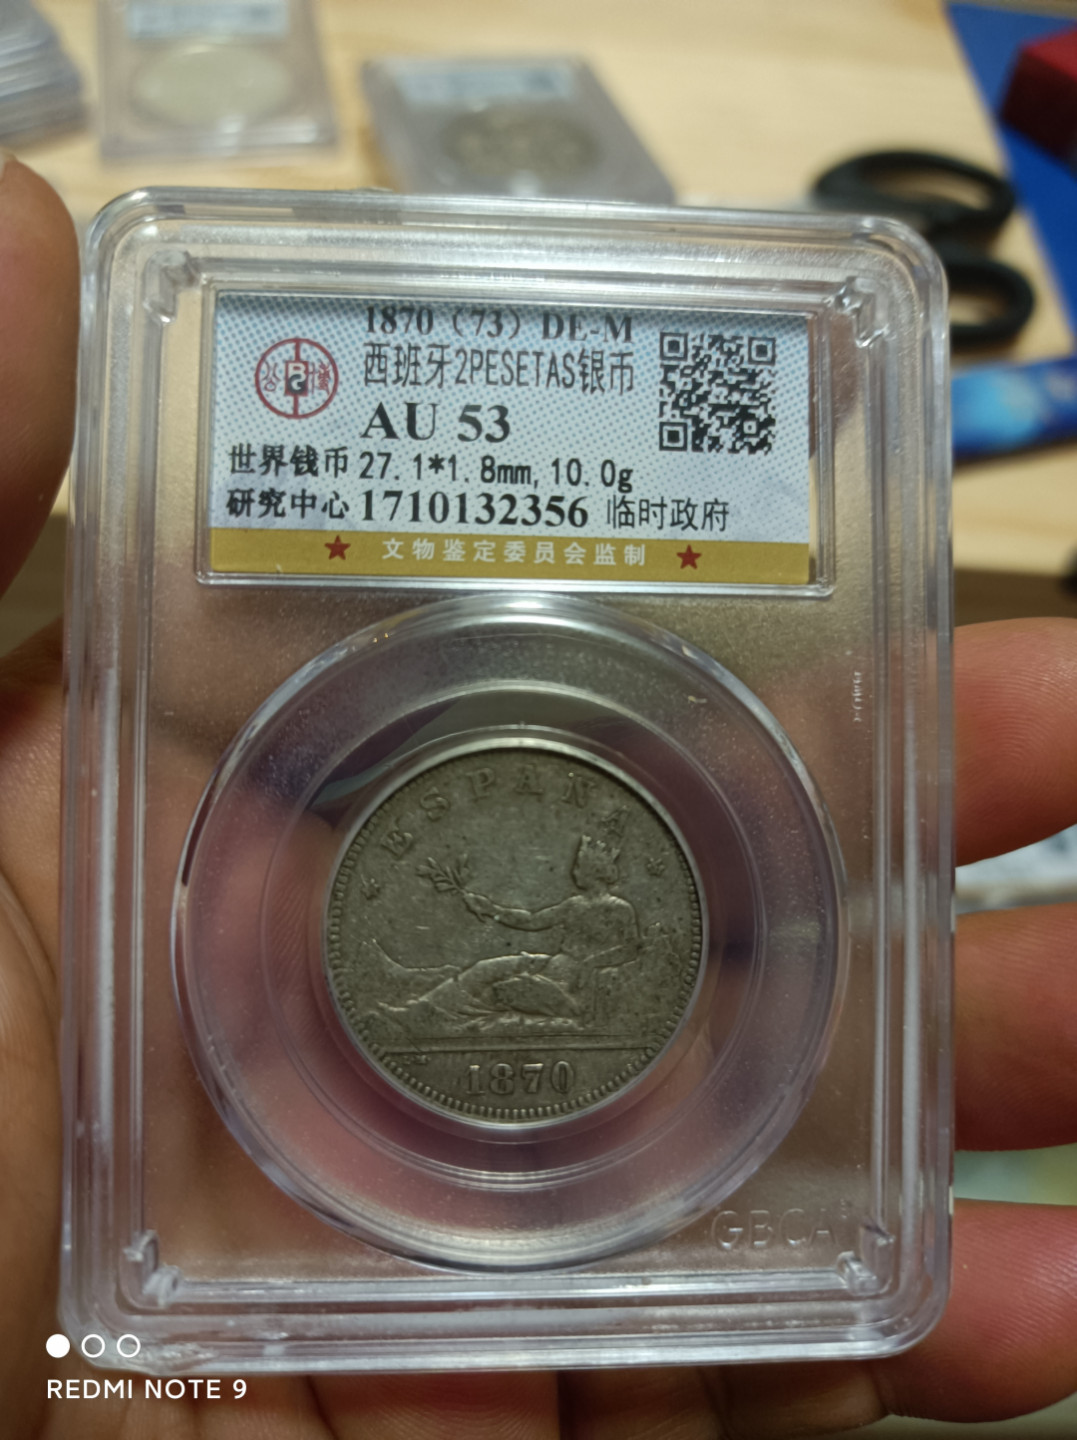 1870 (73) DE-M
西班牙2PESETAS银币
AU 53
世界钱币 27.1*1.8mm, 10.0g
研究中心 1710132356 临时政府
★ 文物鉴定委员会监制 ★
ESPAÑA
1870
GBCA
REDMI NOTE 9